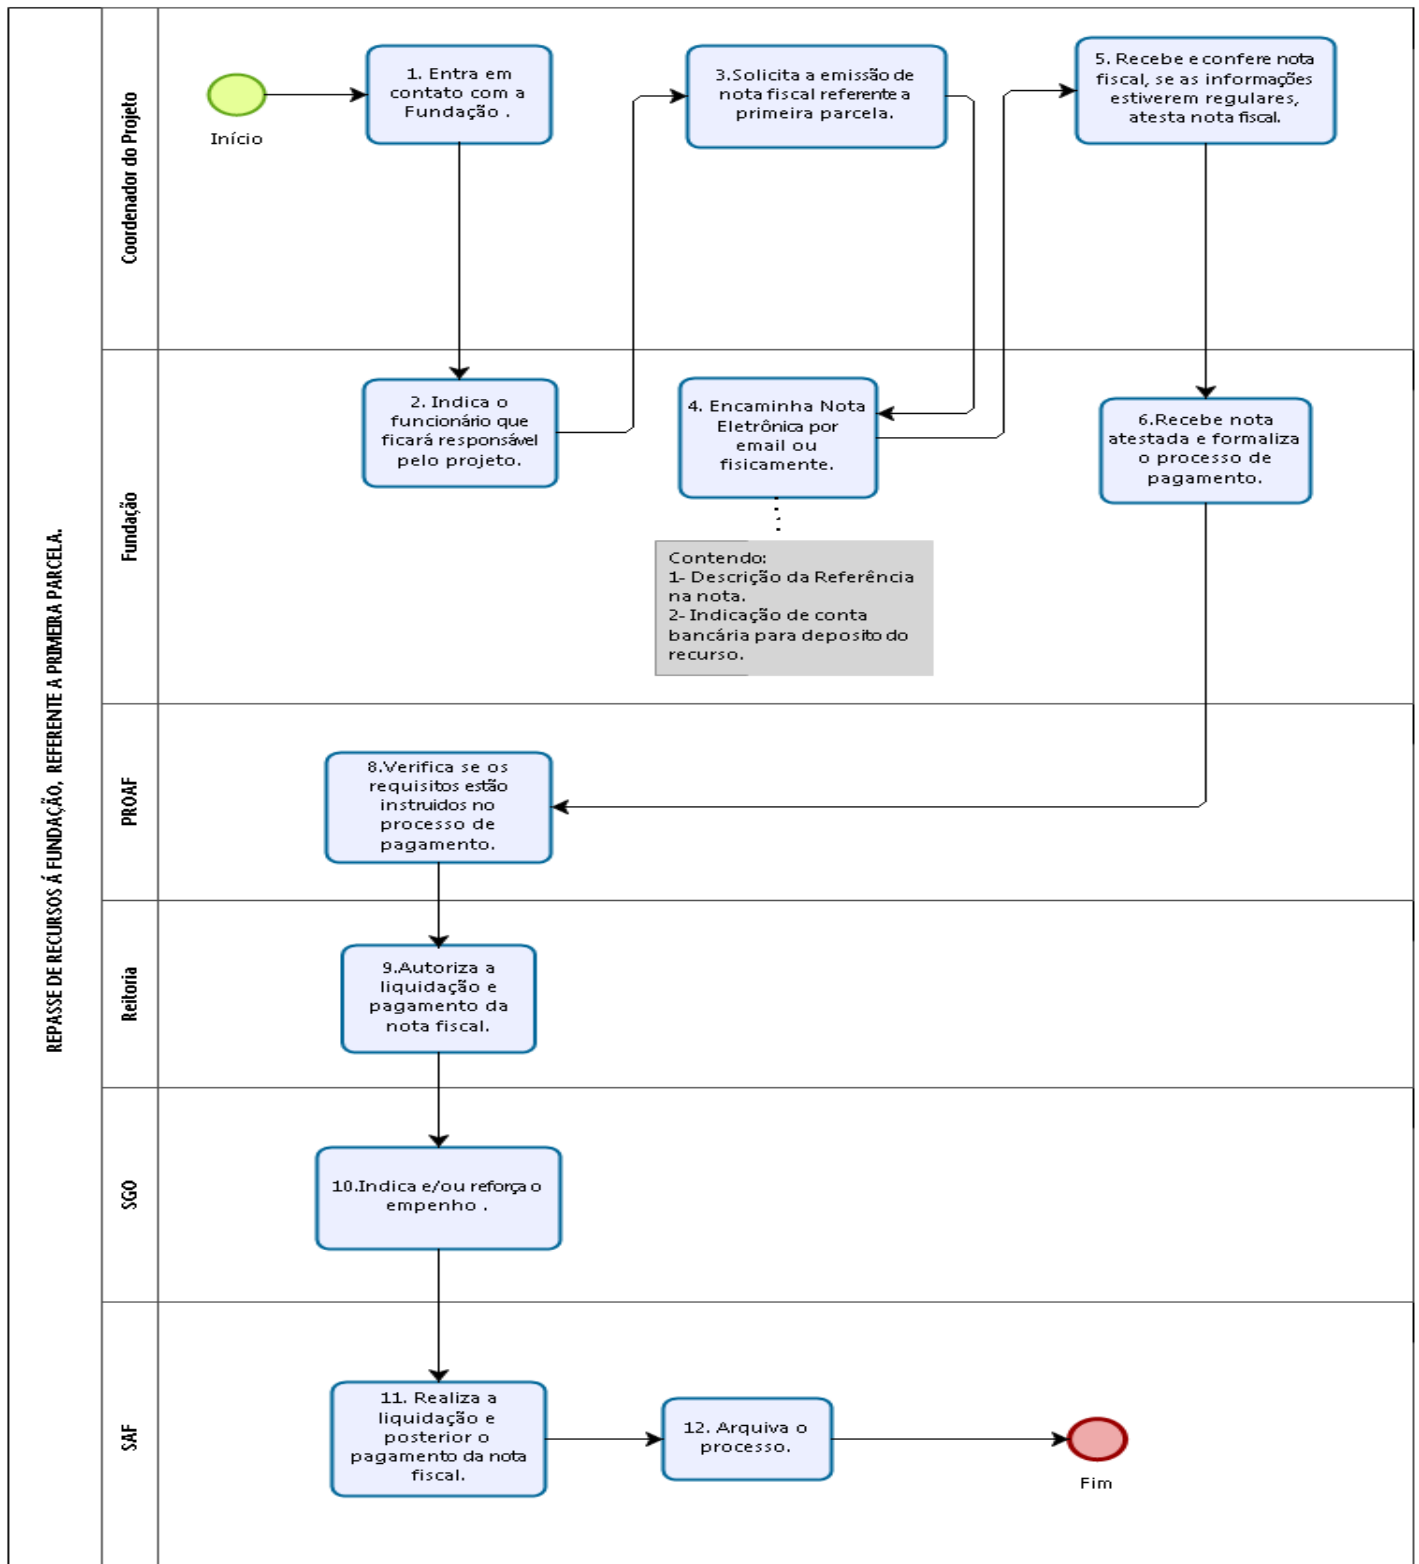 REPASSE DE RECURSOS Á FUNDAÇÃO, REFERENTE A PRIMEIRA PARCELA.
Coordenador do Projeto
Início
1. Entra em
contato com a
Fundação .
3.Solicita a emissão de
nota fiscal referente a
primeira parcela.
5. Recebe e confere nota
fiscal, se as informações
estiverem regulares,
atesta nota fiscal.
Fundação
2. Indica o
funcionário que
ficará responsável
pelo projeto.
4. Encaminha Nota
Eletrônica por
email ou
fisicamente.
6.Recebe nota
atestada e formaliza
o processo de
pagamento.
Contendo:
1- Descrição da Referência
na nota.
2- Indicação de conta
bancária para deposito do
recurso.
PROAF
8.Verifica se os
requisitos estão
instruidos no
processo de
pagamento.
Reitoria
9.Autoriza a
liquidação e
pagamento da
nota fiscal.
SGO
10.Indica e/ou reforça o
empenho .
SAF
11. Realiza a
liquidação e
posterior o
pagamento da nota
fiscal.
12. Arquiva o
processo.
Fim